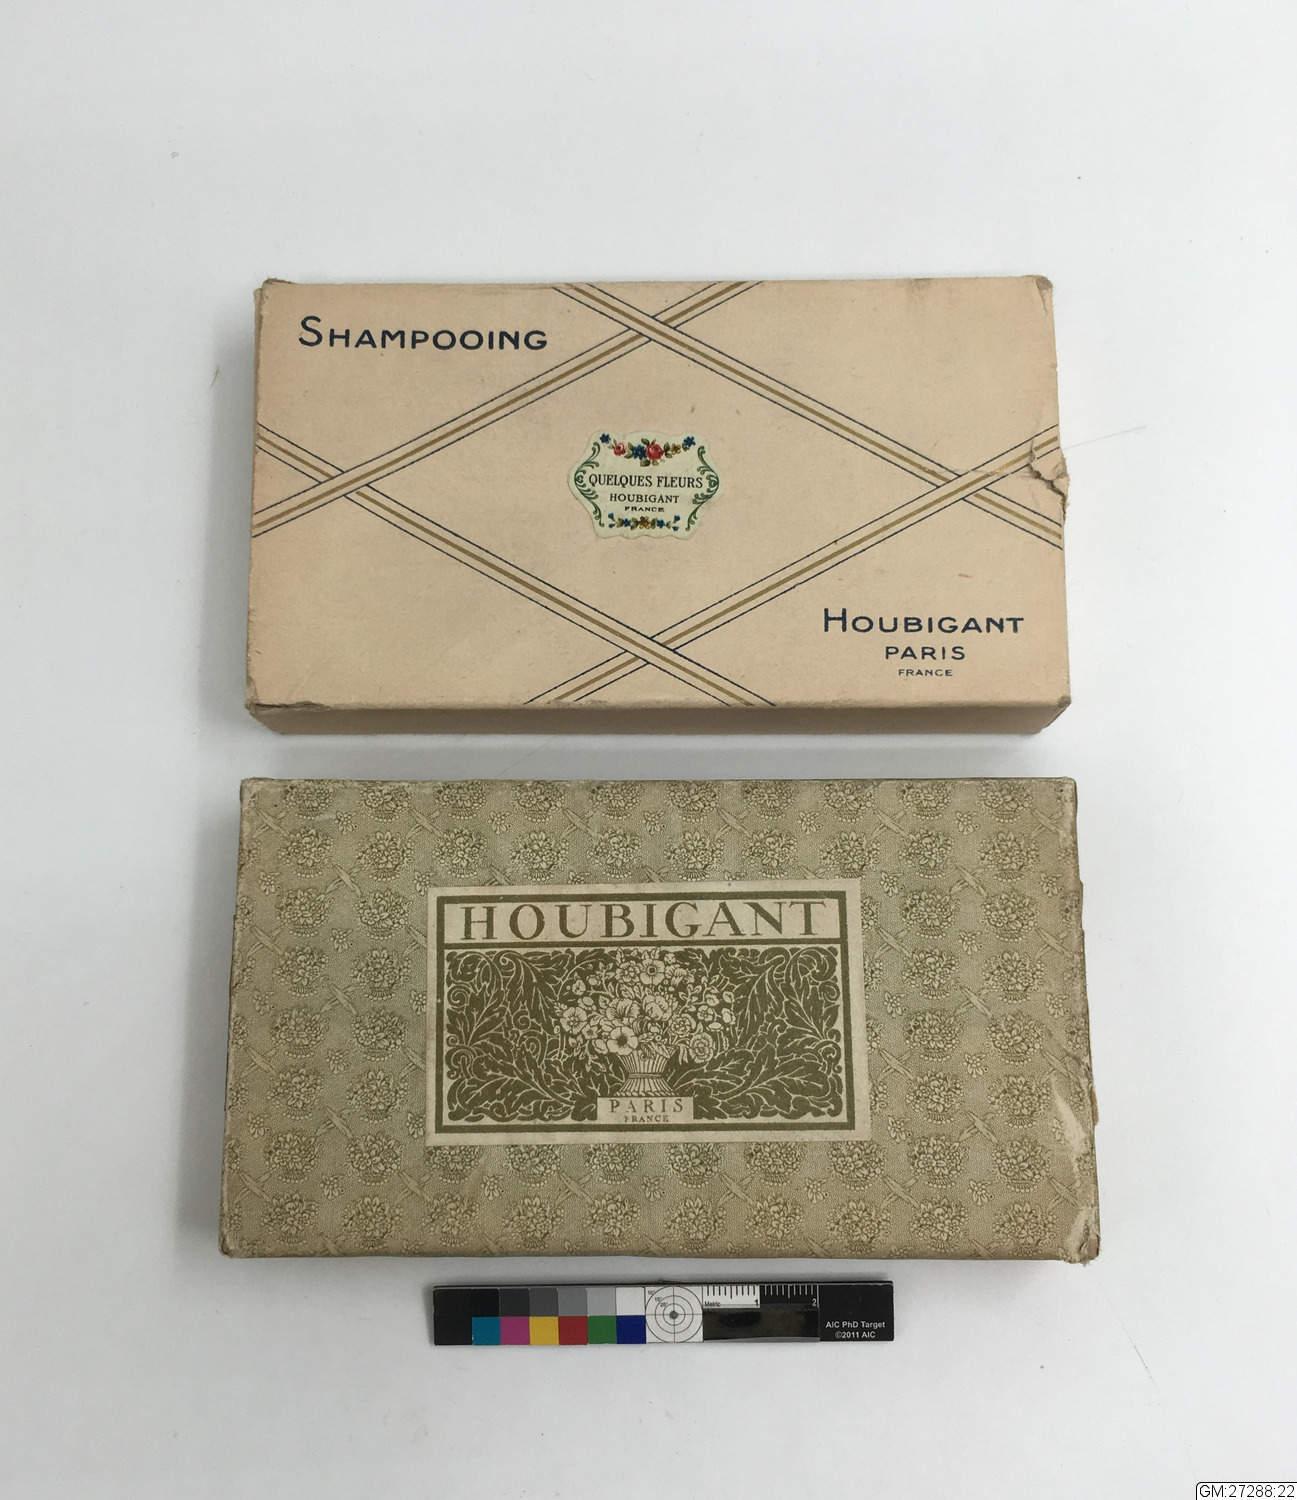 SHAMPOOING
QUELQUES FLEURS
HOUBIGANT
FRANCE
HOUBIGANT
PARIS
FRANCE
HOUBIGANT
PARIS
FRANCE
Metric 1 2
AIC PhD Target
©2011 AIC
GM:27288:22